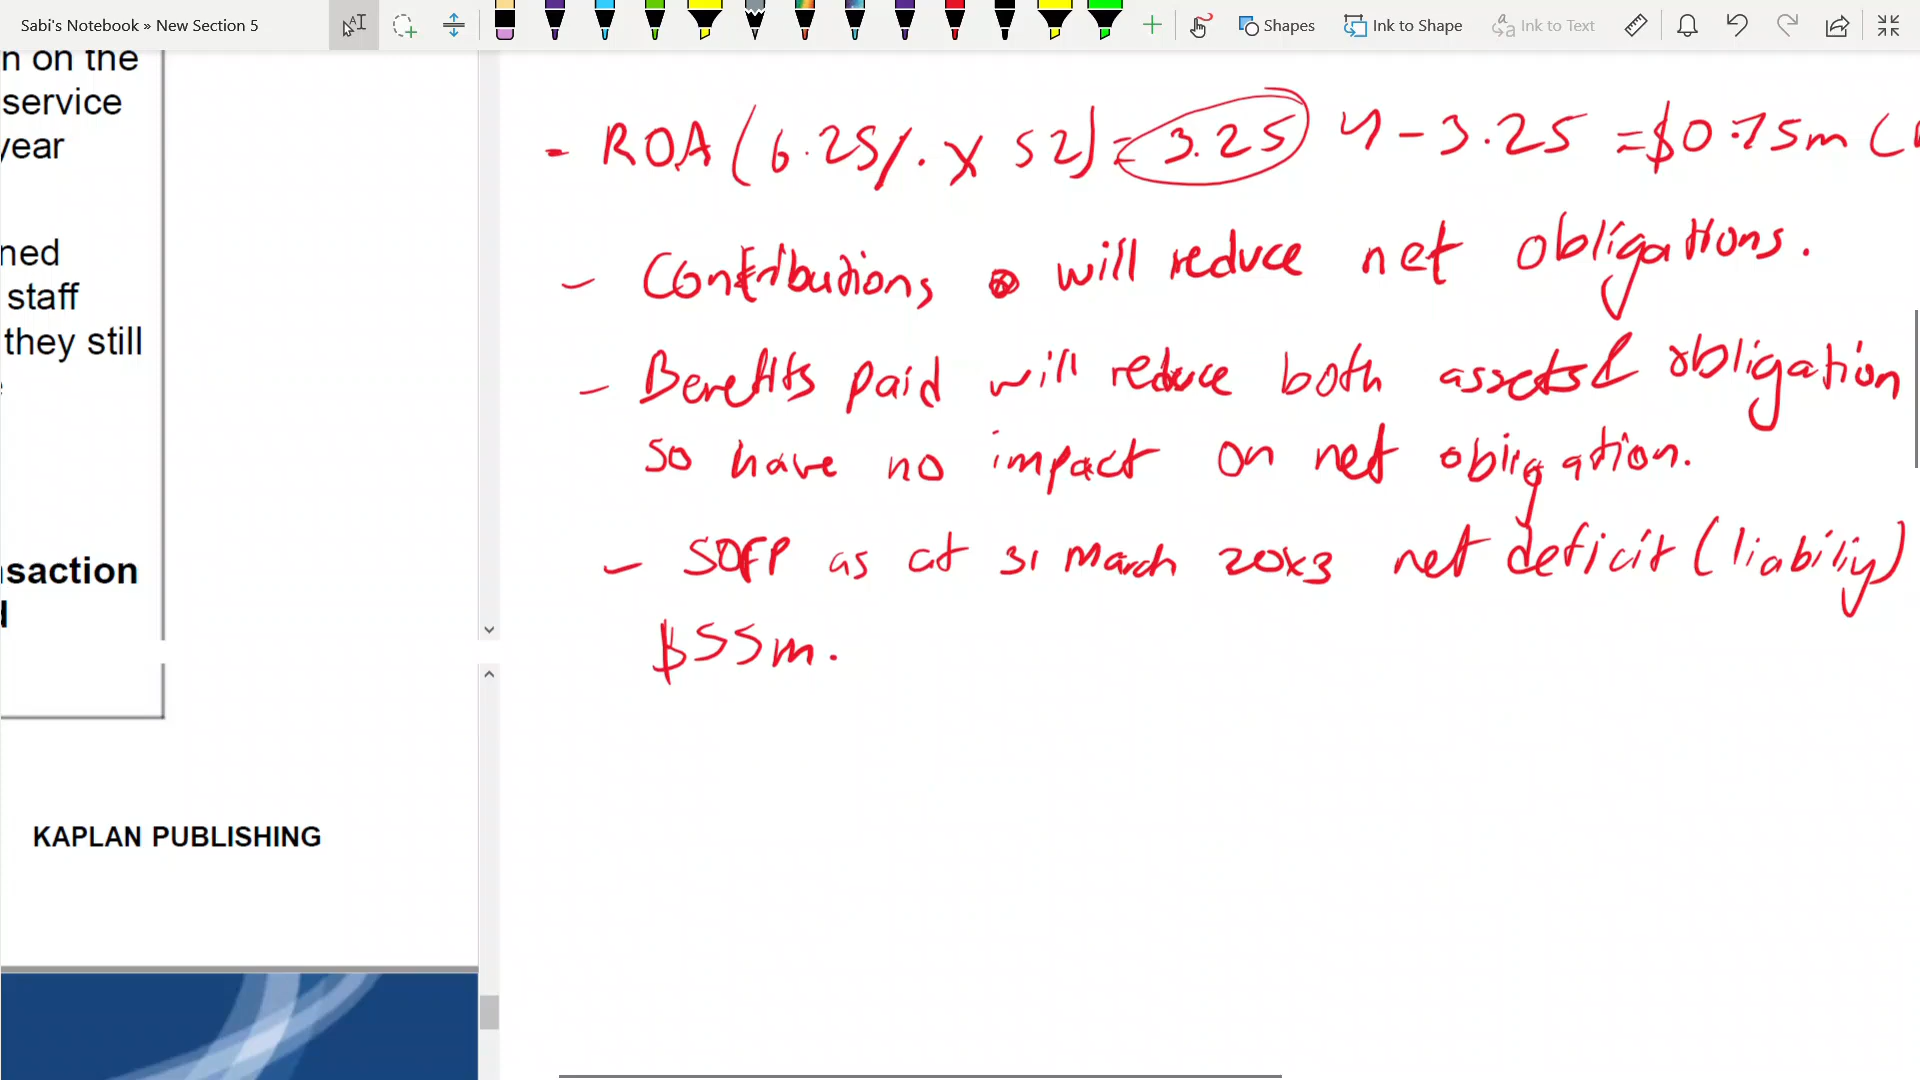 Sabi's Notebook » New Section 5
Shapes
Ink to Shape
Ink to Text
n on the
service
year
ned
staff
they still
saction
d
KAPLAN PUBLISHING
- ROA (6.25%. x 52) = 3.25 4 - 3.25 = $0.75m (
- Contributions will reduce net obligations.
- Benefits paid will reduce both assets & obligation
so have no impact on net obligation.
- SOFP as at 31 March 20x3 net deficit (liabiliy)
$55m.